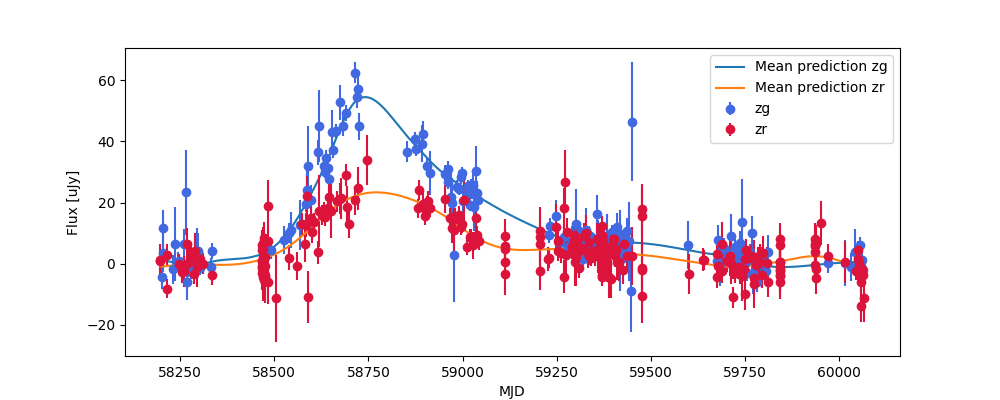 Flux [uJy]
60
40
20
0
−20
58250 58500 58750 59000 59250 59500 59750 60000
MJD
Mean prediction zg
Mean prediction zr
zg
zr